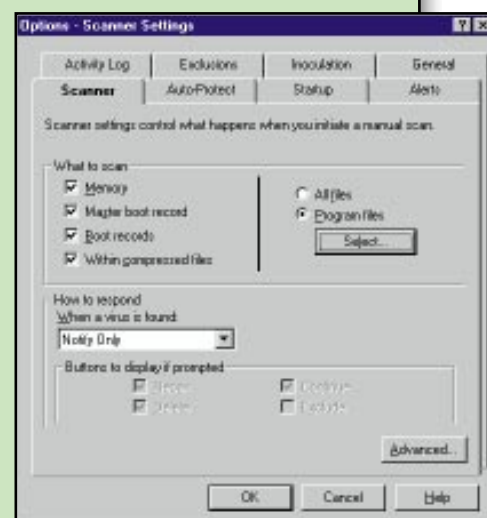 Options - Scanner Settings
Activity Log Exclusions Inoculation General
Scanner Auto-Protect Startup Alerts
Scanner settings control what happens when you initiate a manual scan.
What to scan
Memory
Master boot record
Boot records
Within compressed files
All files
Program files
Select...
How to respond
When a virus is found:
Notify Only
Buttons to display if prompted
Repair Continue
Delete Exclude
Advanced...
OK Cancel Help